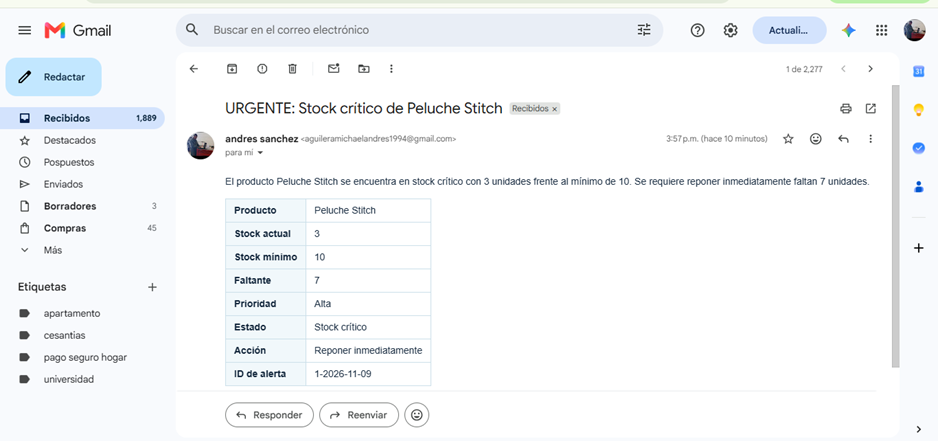 Gmail
Buscar en el correo electrónico
Actuali...
Redactar
1 de 2,277
Recibidos 1,889
Destacados
Pospuestos
Enviados
Borradores 3
Compras 45
Más
Etiquetas
apartamento
cesantias
pago seguro hogar
universidad
URGENTE: Stock crítico de Peluche Stitch Recibidos x
andres sanchez <aguileramichaelandres1994@gmail.com>
3:57 p.m. (hace 10 minutos)
para mí
El producto Peluche Stitch se encuentra en stock crítico con 3 unidades frente al mínimo de 10. Se requiere reponer inmediatamente faltan 7 unidades.
Producto Peluche Stitch
Stock actual 3
Stock mínimo 10
Faltante 7
Prioridad Alta
Estado Stock crítico
Acción Reponer inmediatamente
ID de alerta 1-2026-11-09
Responder
Reenviar
31